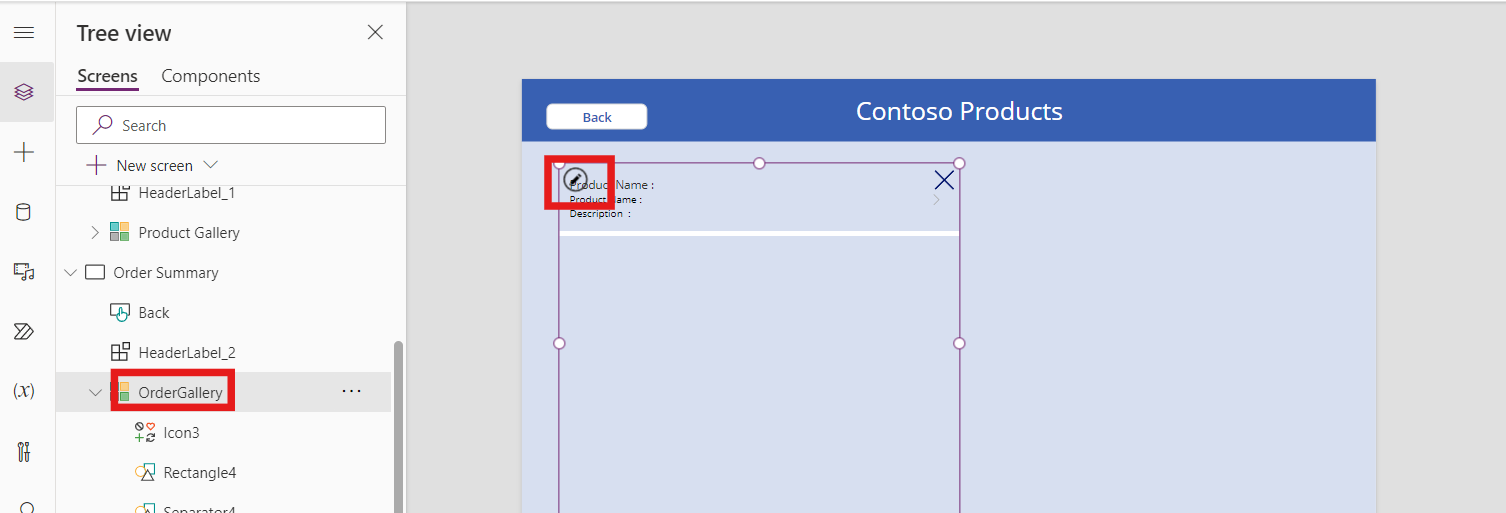 Tree view
Screens
Components
Search
New screen
HeaderLabel_1
Product Gallery
Order Summary
Back
HeaderLabel_2
OrderGallery
...
Icon3
Rectangle4
Separator4
(x)
Back
Contoso Products
Product Name :
Product Name :
Description :